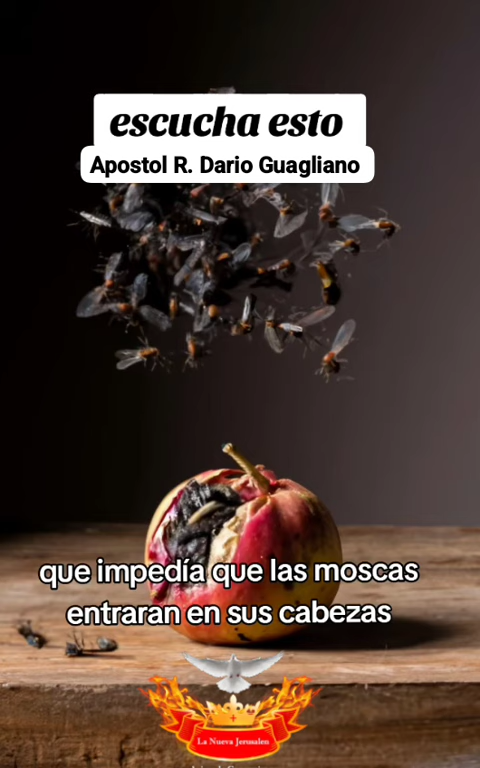 escucha esto
Apostol R. Dario Guagliano
que impedía que las moscas
entraran en sus cabezas
La Nueva Jerusalen